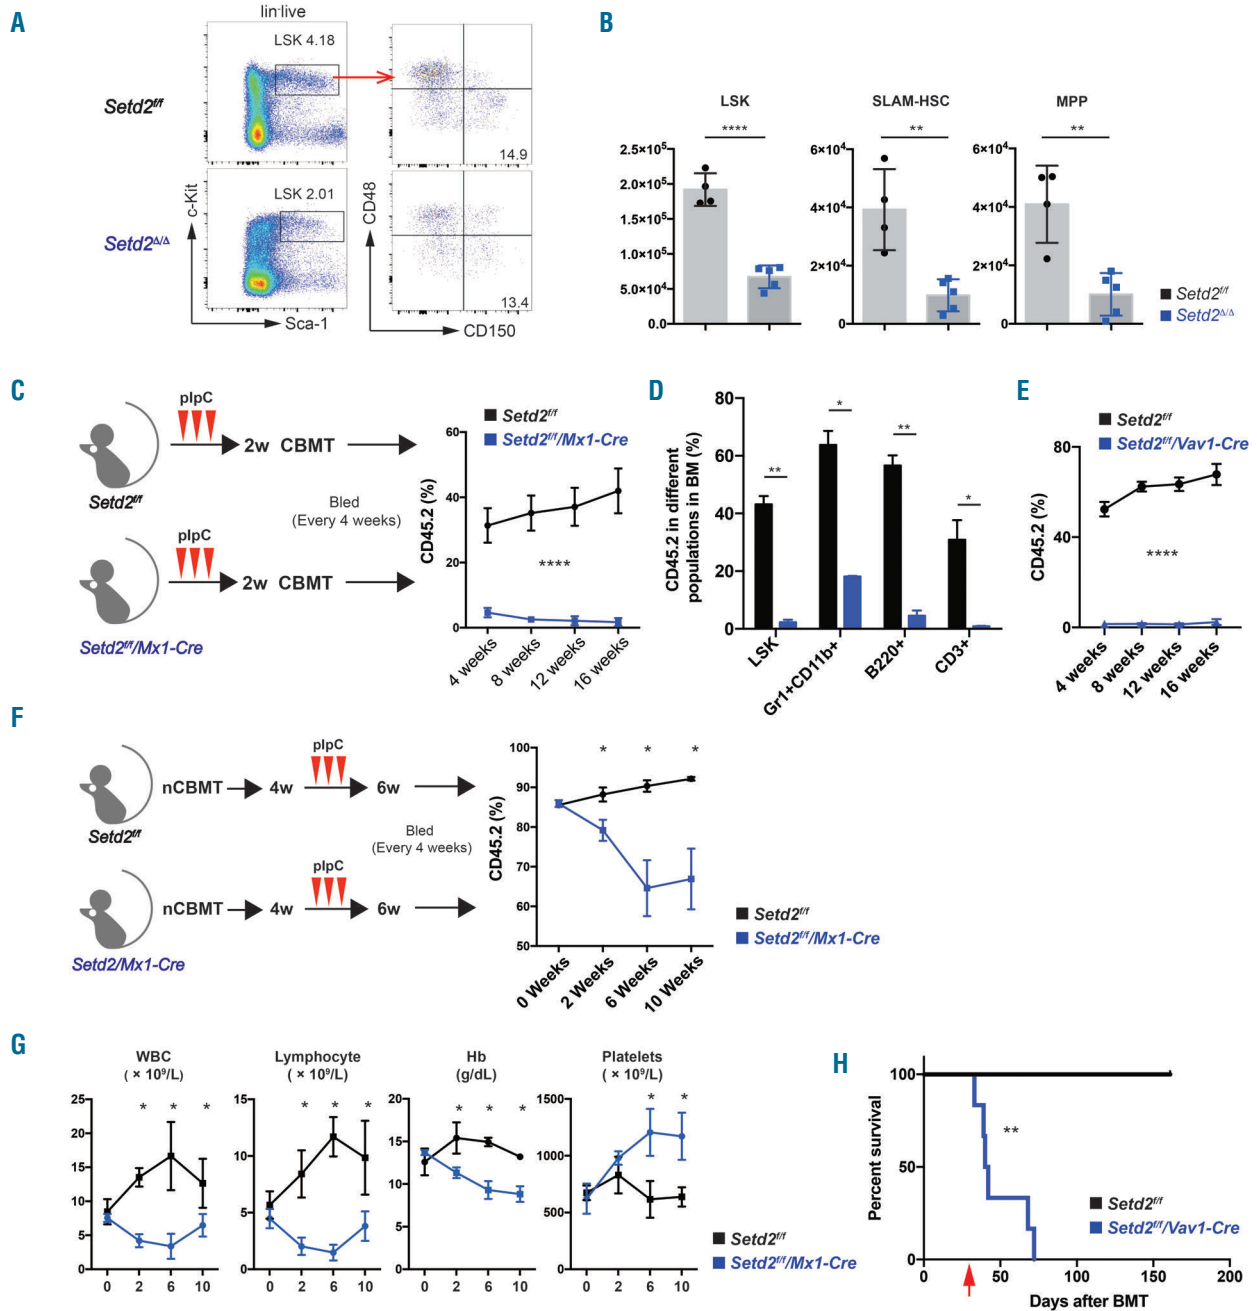 A
lin-live
LSK 4.18
Setd2f/f
14.9
LSK 2.01
Setd2Δ/Δ
13.4
c-Kit
Sca-1
CD48
CD150
B
LSK
SLAM-HSC
MPP
****
**
**
2.5×10⁵
2.0×10⁵
1.5×10⁵
1.0×10⁵
5.0×10⁴
0.0
6×10⁴
4×10⁴
2×10⁴
0
6×10⁴
4×10⁴
2×10⁴
0
Setd2f/f
Setd2Δ/Δ
C
pIpC
2w CBMT
Setd2f/f
Bled
(Every 4 weeks)
pIpC
2w CBMT
Setd2f/f/Mx1-Cre
Setd2f/f
Setd2f/f/Mx1-Cre
CD45.2 (%)
60
40
20
0
****
4 weeks
8 weeks
12 weeks
16 weeks
D
CD45.2 in different
populations in BM (%)
80
60
40
20
0
**
*
**
*
LSK
Gr1+CD11b+
B220+
CD3+
E
Setd2f/f
Setd2f/f/Vav1-Cre
CD45.2 (%)
80
40
0
****
4 weeks
8 weeks
12 weeks
16 weeks
F
pIpC
nCBMT
4w
6w
Setd2f/f
Bled
(Every 4 weeks)
pIpC
nCBMT
4w
6w
Setd2/Mx1-Cre
CD45.2 (%)
100
90
80
70
60
50
* * *
0 Weeks
2 Weeks
6 Weeks
10 Weeks
Setd2f/f
Setd2f/f/Mx1-Cre
G
WBC
( × 10⁹/L)
25
20
15
10
5
0
* * *
0 2 6 10
Lymphocyte
( × 10⁹/L)
15
10
5
0
* * *
0 2 6 10
Hb
(g/dL)
20
15
10
5
0
* * *
0 2 6 10
Platelets
( × 10⁹/L)
1500
1000
500
0
* *
0 2 6 10
Setd2f/f
Setd2f/f/Mx1-Cre
H
Percent survival
100
50
0
**
Setd2f/f
Setd2f/f/Vav1-Cre
0 50 100 150 200
Days after BMT